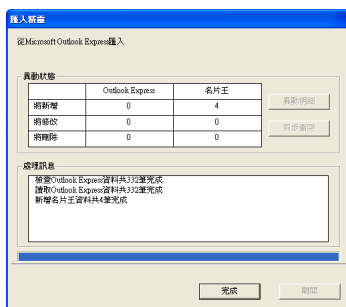 匯入精靈
從Microsoft Outlook Express匯入
異動狀態
Outlook Express 名片王
將新增 0 4 異動明細
將修改 0 0 同步衝突
將刪除 0 0
處理訊息
檢查Outlook Express資料共332筆完成
讀取Outlook Express資料共332筆完成
新增名片王資料共4筆完成
完成 離開